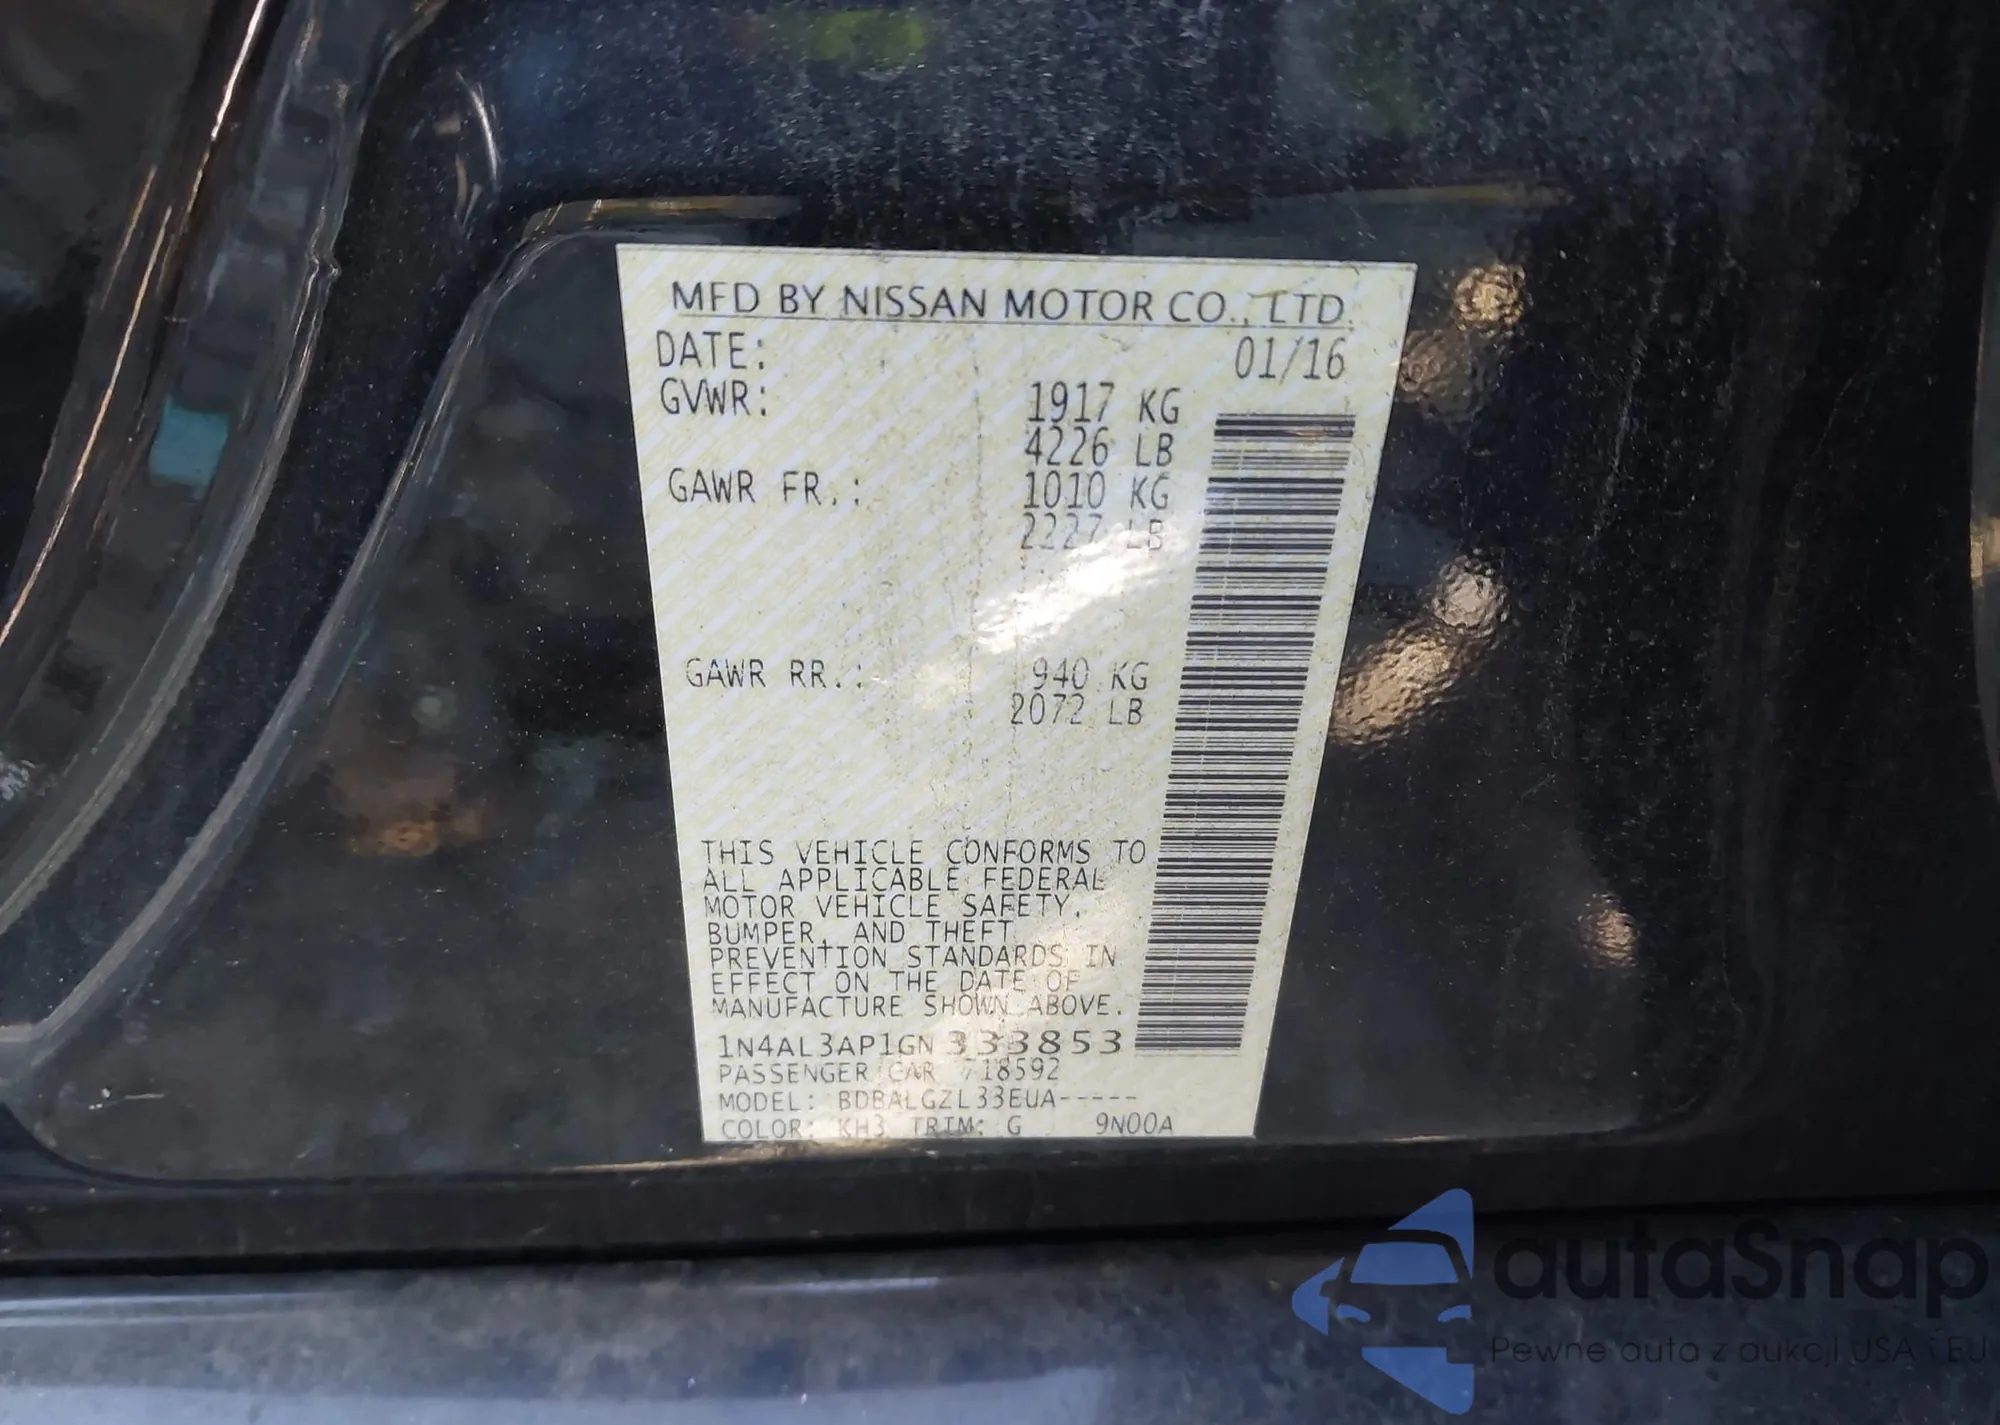 MFD BY NISSAN MOTOR CO., LTD.
DATE: 01/16
GVWR: 1917 KG
4226 LB
GAWR FR.: 1010 KG
2227 LB
GAWR RR.: 940 KG
2072 LB
THIS VEHICLE CONFORMS TO
ALL APPLICABLE FEDERAL
MOTOR VEHICLE SAFETY,
BUMPER, AND THEFT
PREVENTION STANDARDS IN
EFFECT ON THE DATE OF
MANUFACTURE SHOWN ABOVE.
1N4AL3AP1GN333853
PASSENGER CAR 718592
MODEL: BDBALGZL33EUA-----
COLOR: KH3 TRIM: G 9N00A
autaSnap
Pewne auta z aukcji USA i EU